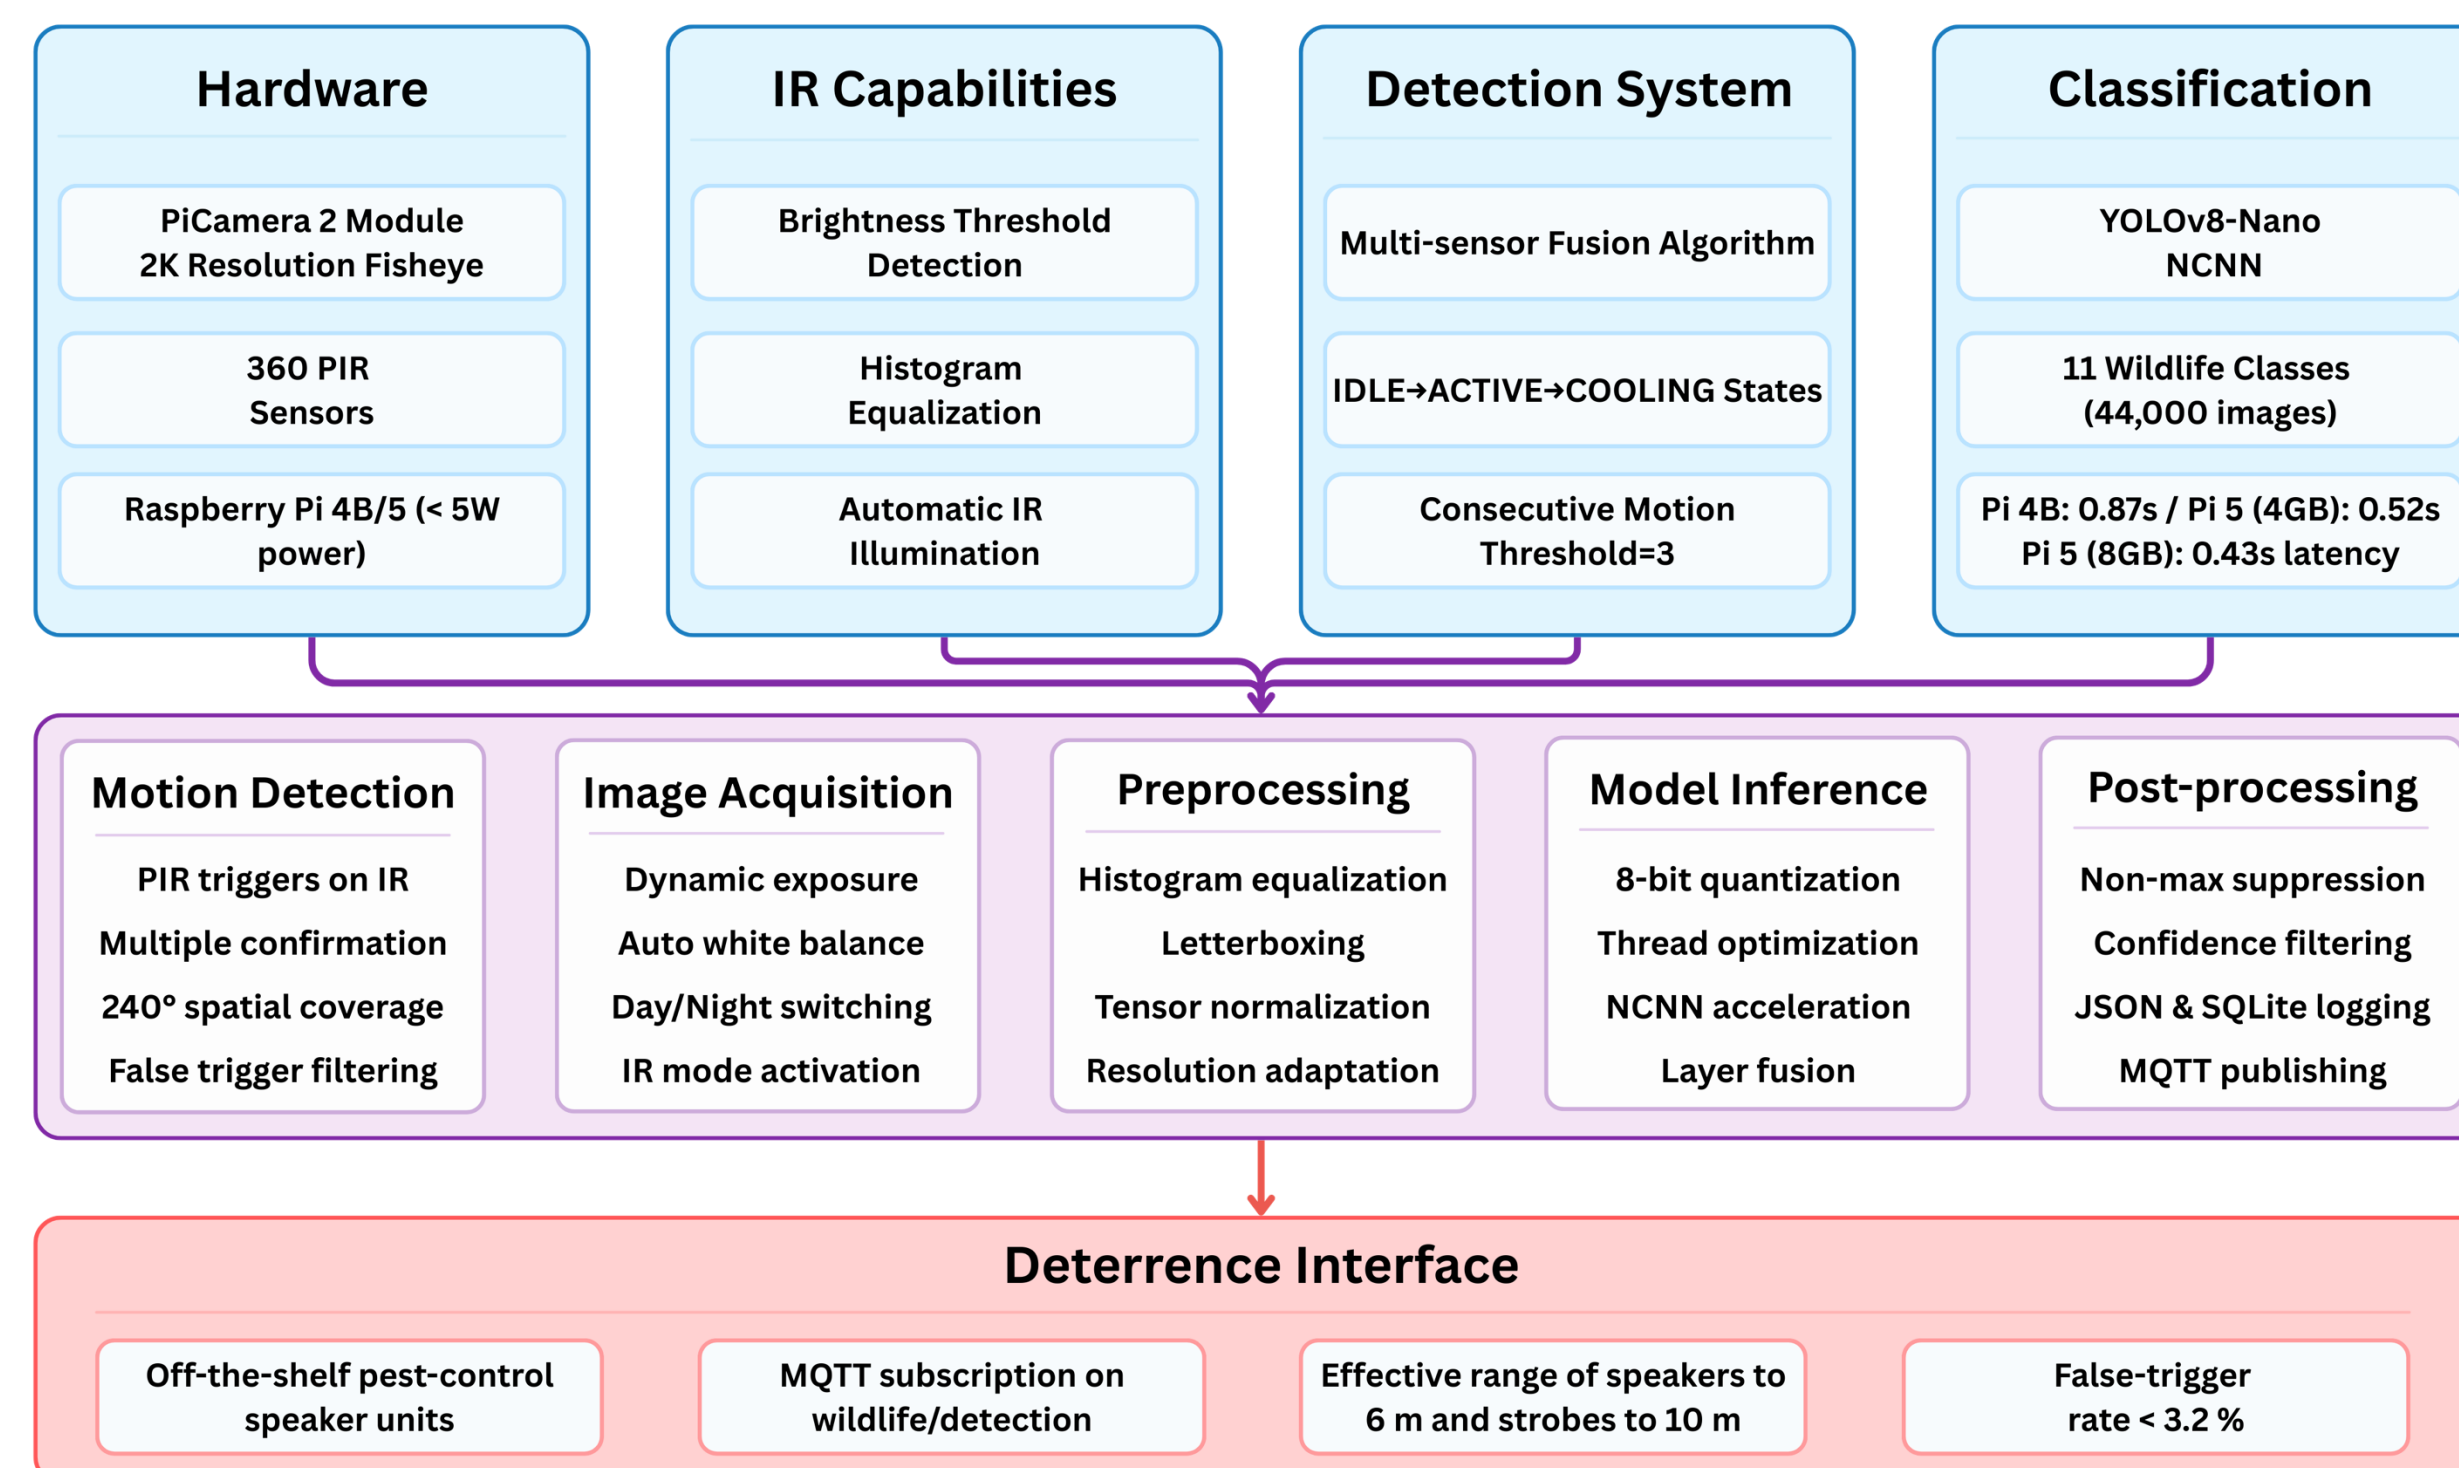 Hardware
PiCamera 2 Module
2K Resolution Fisheye
360 PIR
Sensors
Raspberry Pi 4B/5 (< 5W
power)
IR Capabilities
Brightness Threshold
Detection
Histogram
Equalization
Automatic IR
Illumination
Detection System
Multi-sensor Fusion Algorithm
IDLE→ACTIVE→COOLING States
Consecutive Motion
Threshold=3
Classification
YOLOv8-Nano
NCNN
11 Wildlife Classes
(44,000 images)
Pi 4B: 0.87s / Pi 5 (4GB): 0.52s
Pi 5 (8GB): 0.43s latency
Motion Detection
PIR triggers on IR
Multiple confirmation
240° spatial coverage
False trigger filtering
Image Acquisition
Dynamic exposure
Auto white balance
Day/Night switching
IR mode activation
Preprocessing
Histogram equalization
Letterboxing
Tensor normalization
Resolution adaptation
Model Inference
8-bit quantization
Thread optimization
NCNN acceleration
Layer fusion
Post-processing
Non-max suppression
Confidence filtering
JSON & SQLite logging
MQTT publishing
Deterrence Interface
Off-the-shelf pest-control
speaker units
MQTT subscription on
wildlife/detection
Effective range of speakers to
6 m and strobes to 10 m
False-trigger
rate < 3.2 %